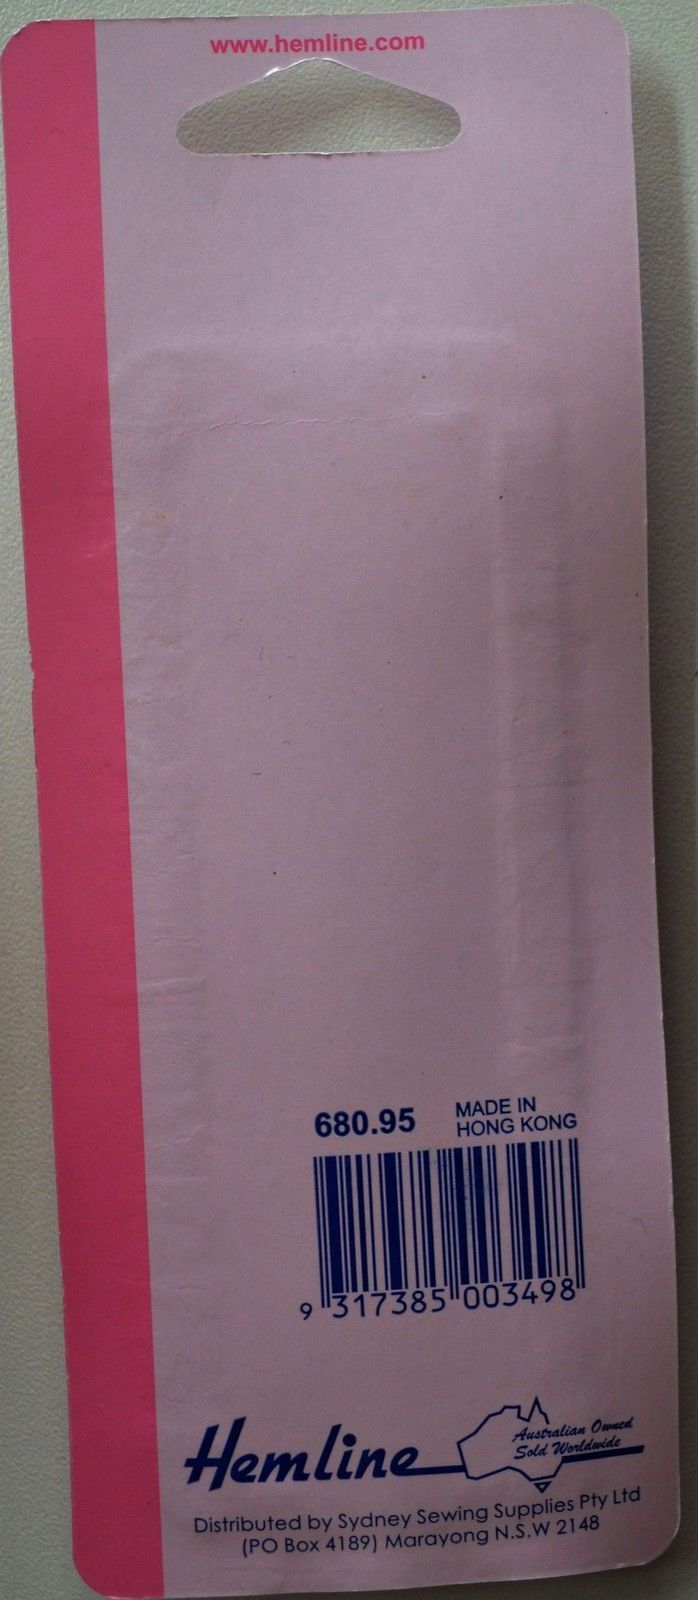 www.hemline.com
680.95
MADE IN
HONG KONG
9 317385 003498
Hemline
Australian Owned
Sold Worldwide
Distributed by Sydney Sewing Supplies Pty Ltd
(PO Box 4189) Marayong N.S.W 2148